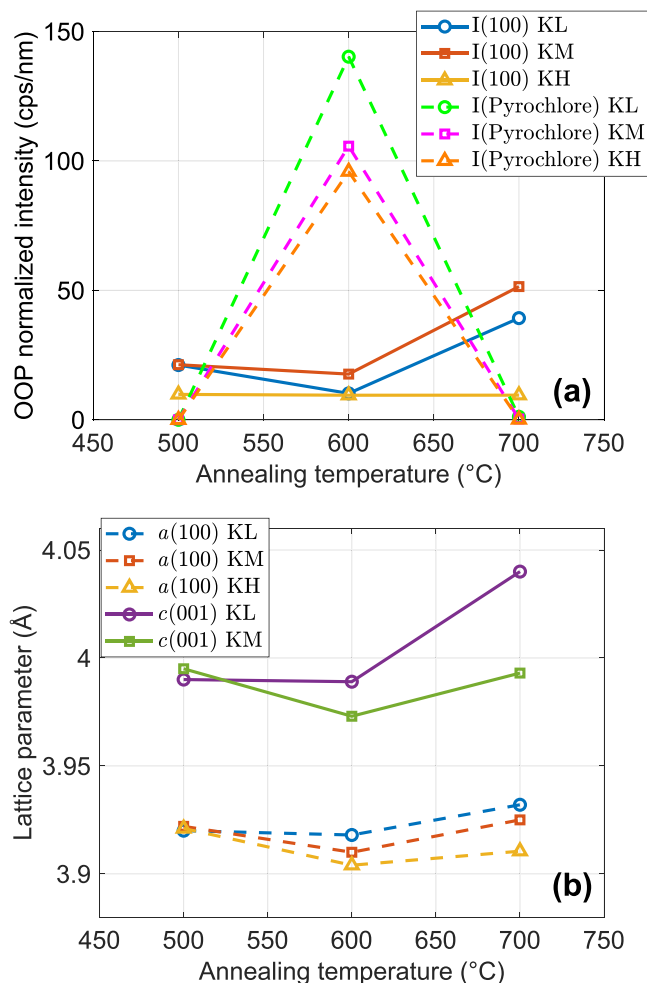 150
100
50
0
OOP normalized intensity (cps/nm)
I(100) KL
I(100) KM
I(100) KH
I(Pyrochlore) KL
I(Pyrochlore) KM
I(Pyrochlore) KH
(a)
450 500 550 600 650 700 750
Annealing temperature (°C)
a(100) KL
a(100) KM
a(100) KH
c(001) KL
c(001) KM
4.05
4
3.95
3.9
Lattice parameter (Å)
(b)
450 500 550 600 650 700 750
Annealing temperature (°C)